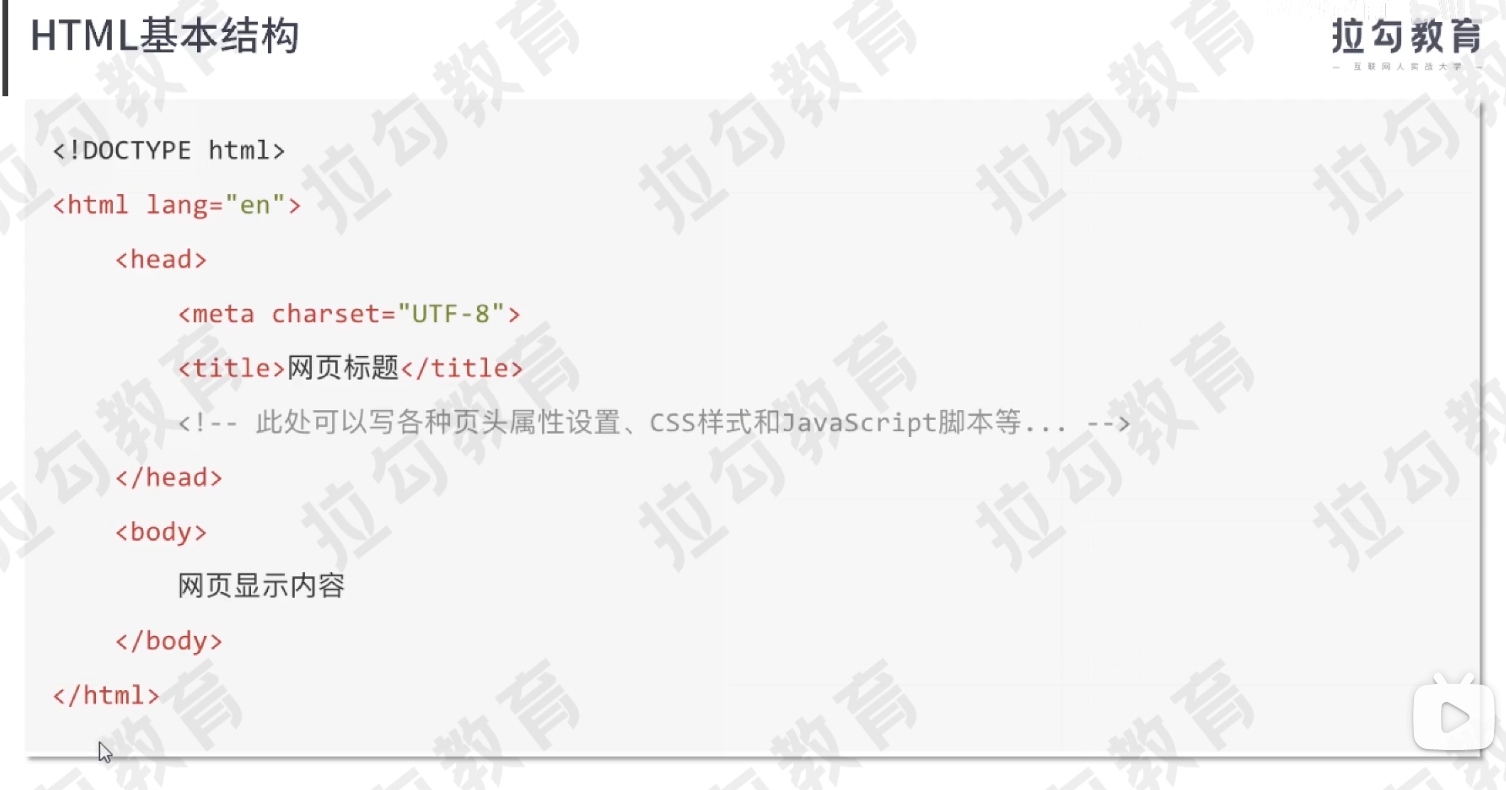 HTML基本结构
拉勾教育
— 互联网人实战大学 —
<!DOCTYPE html>
<html lang="en">
<head>
<meta charset="UTF-8">
<title>网页标题</title>
<!-- 此处可以写各种页头属性设置、CSS样式和JavaScript脚本等... -->
</head>
<body>
网页显示内容
</body>
</html>